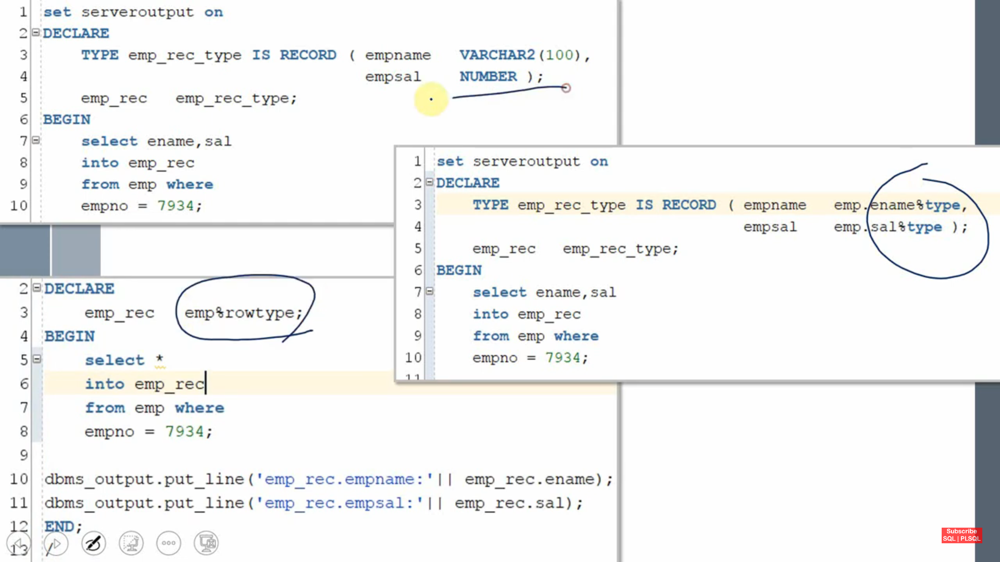 1 set serveroutput on
2 DECLARE
3 TYPE emp_rec_type IS RECORD ( empname VARCHAR2(100),
4 empsal NUMBER );
5 emp_rec emp_rec_type;
6 BEGIN
7 select ename,sal
8 into emp_rec
9 from emp where
10 empno = 7934;
1 set serveroutput on
2 DECLARE
3 TYPE emp_rec_type IS RECORD ( empname emp.ename%type,
4 empsal emp.sal%type );
5 emp_rec emp_rec_type;
6 BEGIN
7 select ename,sal
8 into emp_rec
9 from emp where
10 empno = 7934;
11
2 DECLARE
3 emp_rec emp%rowtype;
4 BEGIN
5 select *
6 into emp_rec
7 from emp where
8 empno = 7934;
9
10 dbms_output.put_line('emp_rec.empname:'|| emp_rec.ename);
11 dbms_output.put_line('emp_rec.empsal:'|| emp_rec.sal);
12 END;
13 /
Subscribe
SQL | PLSQL